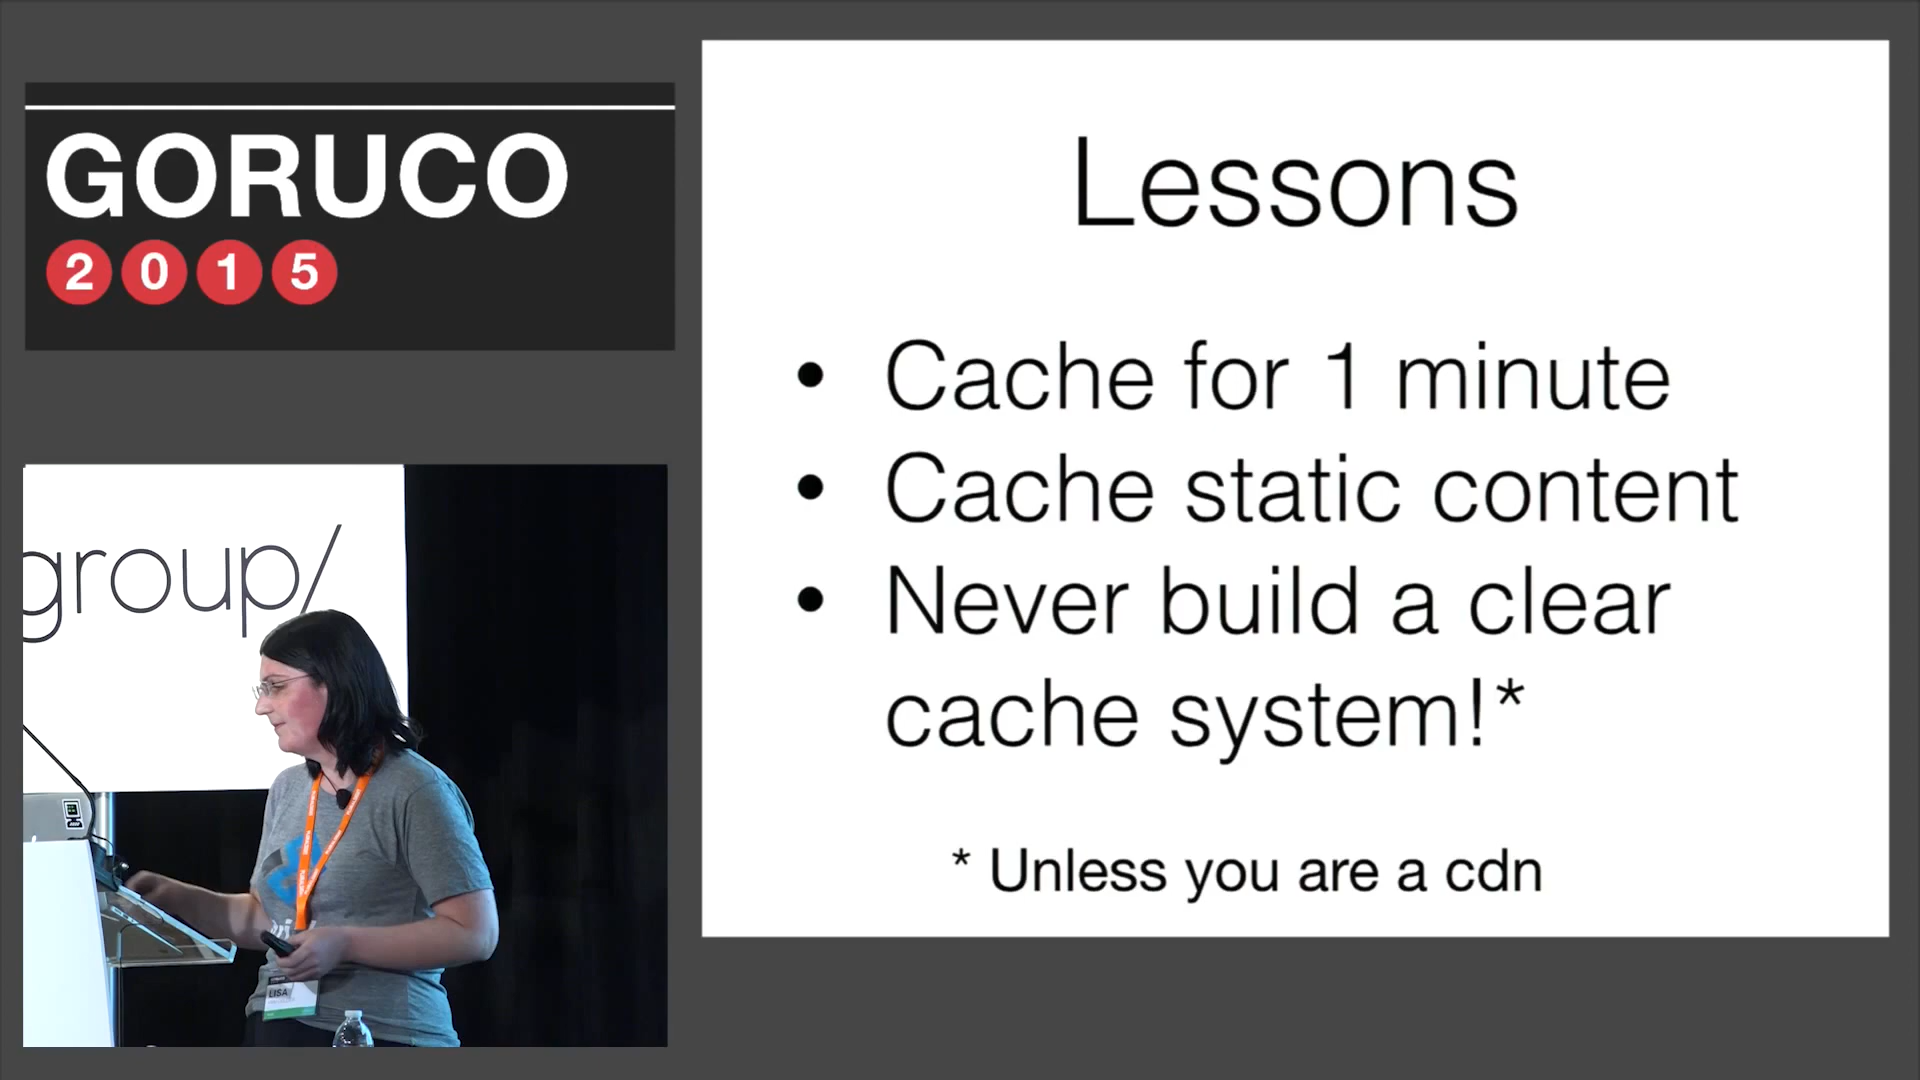 GORUCO
2015
group/
LISA
Lessons
• Cache for 1 minute
• Cache static content
• Never build a clear
cache system!*
* Unless you are a cdn